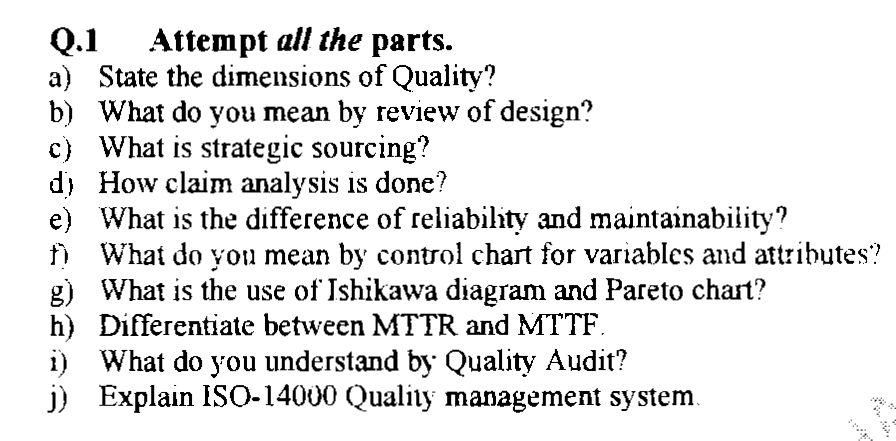 Q.1 Attempt all the parts.
a) State the dimensions of Quality?
b) What do you mean by review of design?
c) What is strategic sourcing?
d) How claim analysis is done?
e) What is the difference of reliability and maintainability?
f) What do you mean by control chart for variables and attributes?
g) What is the use of Ishikawa diagram and Pareto chart?
h) Differentiate between MTTR and MTTF.
i) What do you understand by Quality Audit?
j) Explain ISO-14000 Quality management system.